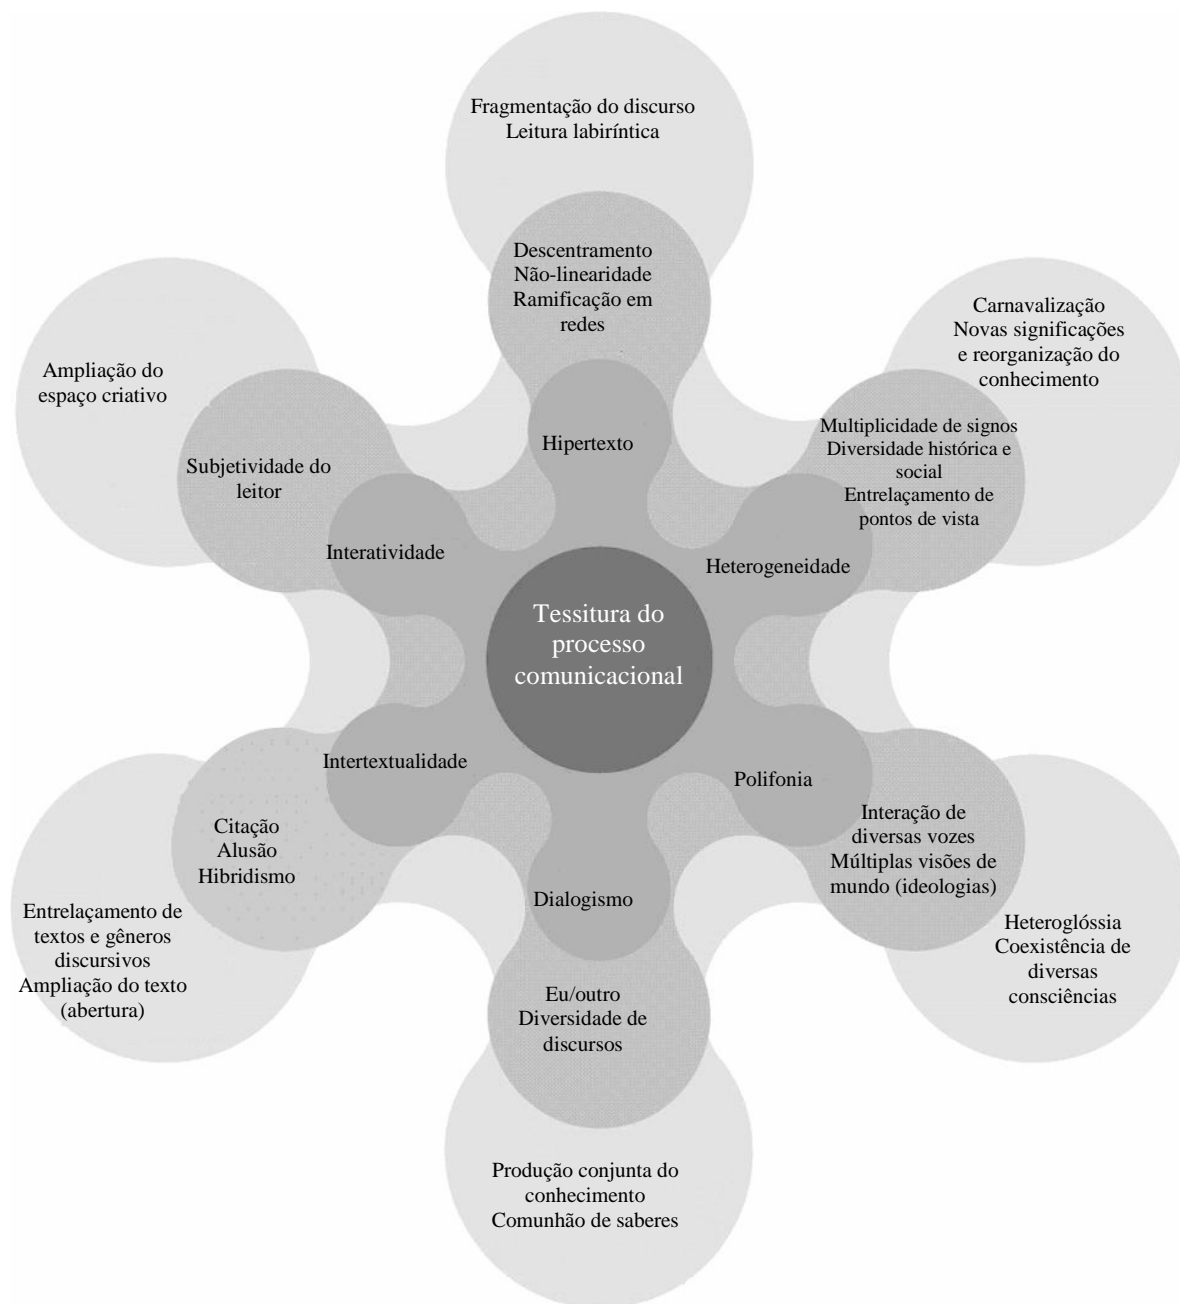 Fragmentação do discurso
Leitura labiríntica
Descentramento
Não-linearidade
Ramificação em
redes
Hipertexto
Carnavalização
Novas significações
e reorganização do
conhecimento
Multiplicidade de signos
Diversidade histórica e
social
Entrelaçamento de
pontos de vista
Heterogeneidade
Ampliação do
espaço criativo
Subjetividade do
leitor
Interatividade
Tessitura do
processo
comunicacional
Intertextualidade
Citação
Alusão
Hibridismo
Entrelaçamento de
textos e gêneros
discursivos
Ampliação do texto
(abertura)
Polifonia
Interação de
diversas vozes
Múltiplas visões de
mundo (ideologias)
Heteroglóssia
Coexistência de
diversas
consciências
Dialogismo
Eu/outro
Diversidade de
discursos
Produção conjunta do
conhecimento
Comunhão de saberes